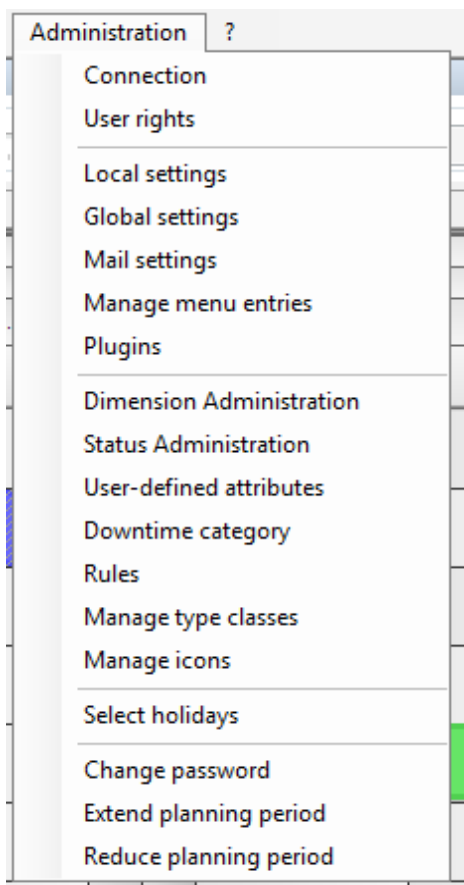 Administration ?
Connection
User rights
Local settings
Global settings
Mail settings
Manage menu entries
Plugins
Dimension Administration
Status Administration
User-defined attributes
Downtime category
Rules
Manage type classes
Manage icons
Select holidays
Change password
Extend planning period
Reduce planning period